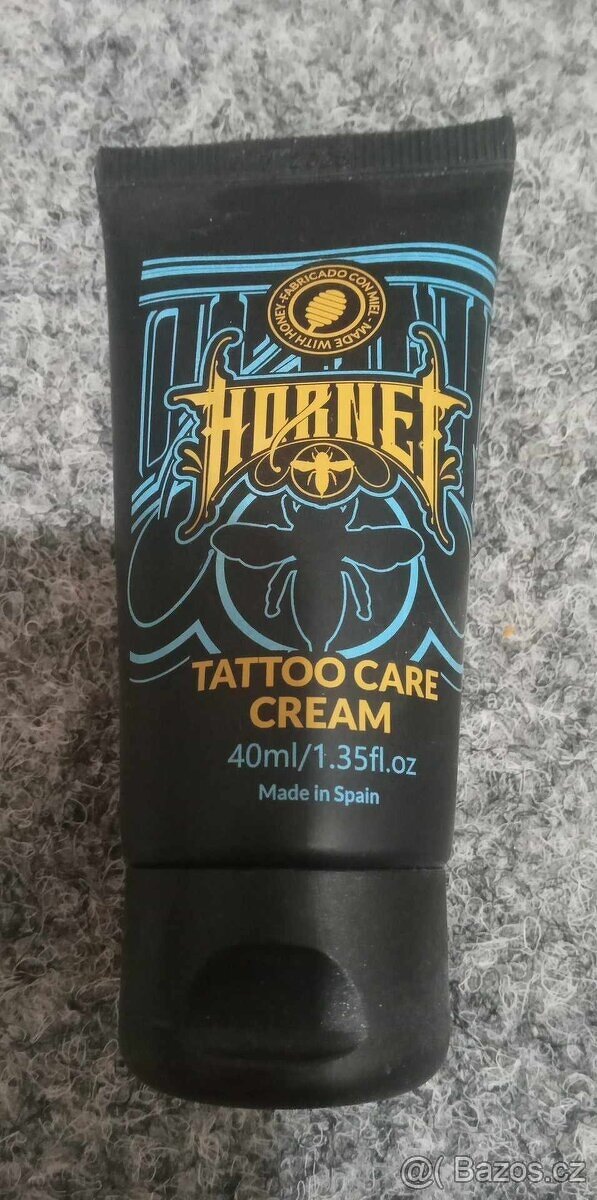 FABRICADO CON MIEL · MADE WITH HONEY ·
HORNET
TATTOO CARE
CREAM
40ml/1.35fl.oz
Made in Spain
@( Bazos.cz